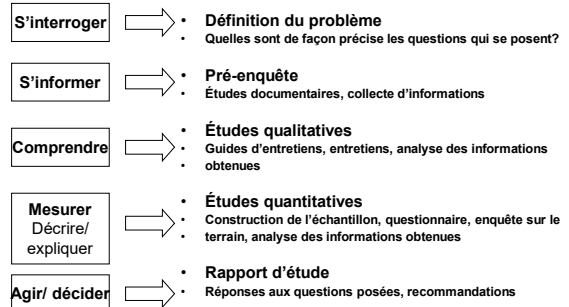 S’interroger
• Définition du problème
• Quelles sont de façon précise les questions qui se posent?
S’informer
• Pré-enquête
• Études documentaires, collecte d’informations
Comprendre
• Études qualitatives
• Guides d’entretiens, entretiens, analyse des informations
• obtenues
Mesurer
Décrire/
expliquer
• Études quantitatives
• Construction de l’échantillon, questionnaire, enquête sur le
• terrain, analyse des informations obtenues
Agir/ décider
• Rapport d’étude
• Réponses aux questions posées, recommandations